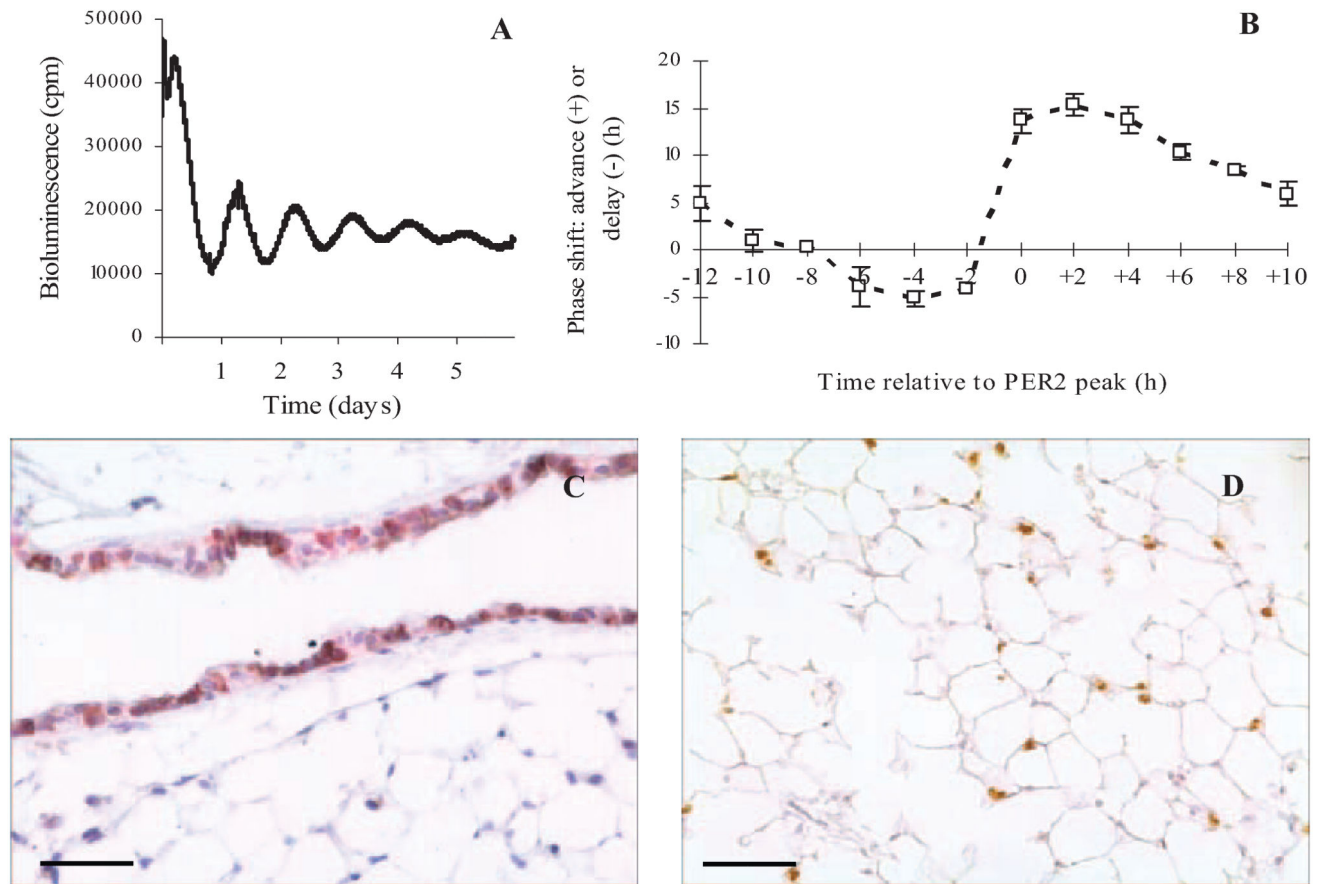 A
50000
40000
30000
20000
10000
0
Bioluminescence (cpm)
1 2 3 4 5
Time (days)
B
20
15
10
5
0
-5
-10
Phase shift: advance (+) or
delay (-) (h)
-12 -10 -8 -6 -4 -2 0 +2 +4 +6 +8 +10
Time relative to PER2 peak (h)
C
D